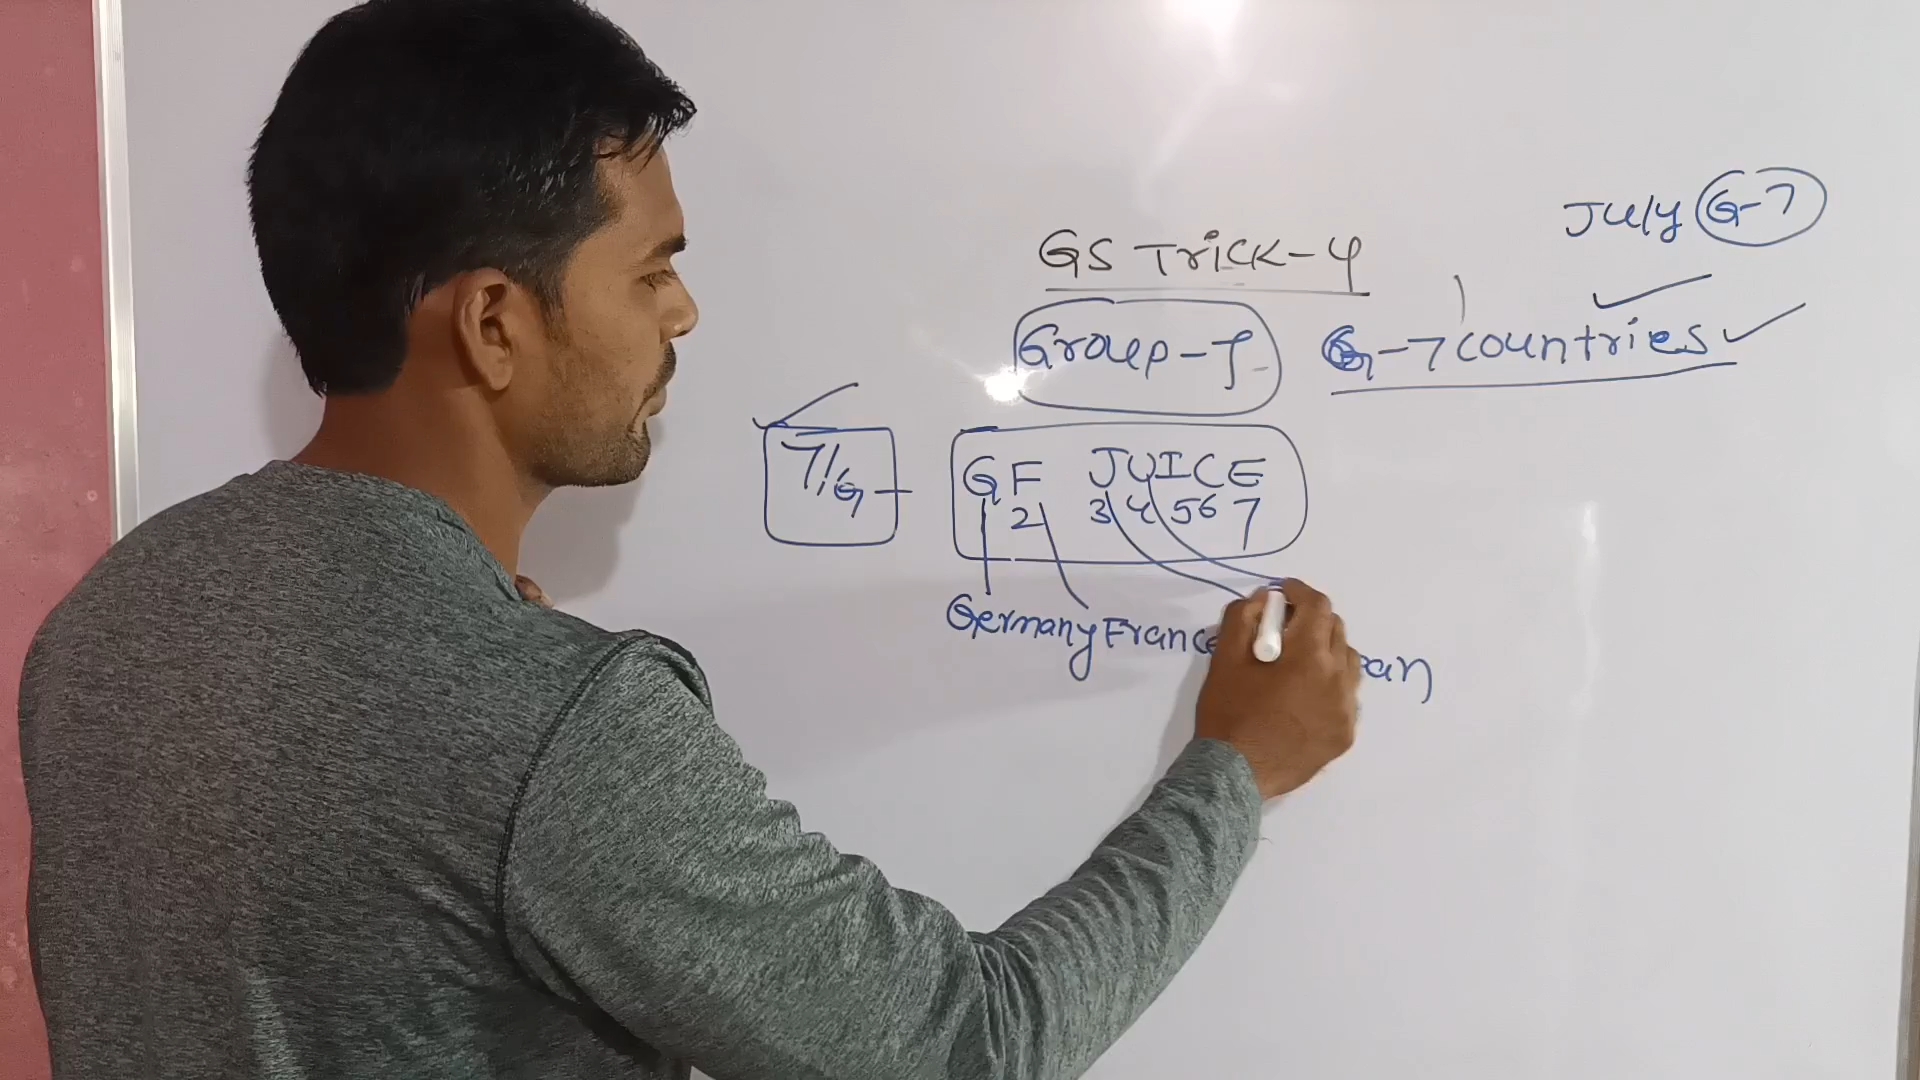 July G-7
GS Trick-4
Group-7 G-7 countries
7/G - GF JUICE
2 3 4 5 6 7
Germany France